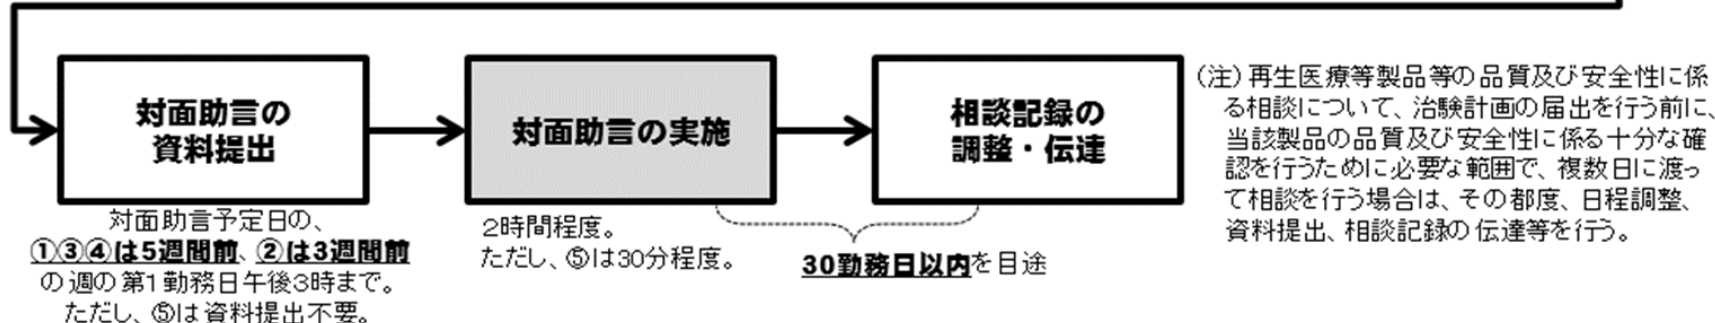 対面助言の
資料提出
対面助言予定日の、
①③④は5週間前、②は3週間前
の週の第1勤務日午後3時まで。
ただし、⑤は資料提出不要。
対面助言の実施
2時間程度。
ただし、⑤は30分程度。
相談記録の
調整・伝達
30勤務日以内を目途
(注)再生医療等製品等の品質及び安全性に係
る相談について、治験計画の届出を行う前に、
当該製品の品質及び安全性に係る十分な確
認を行うために必要な範囲で、複数日に渡っ
て相談を行う場合は、その都度、日程調整、
資料提出、相談記録の伝達等を行う。